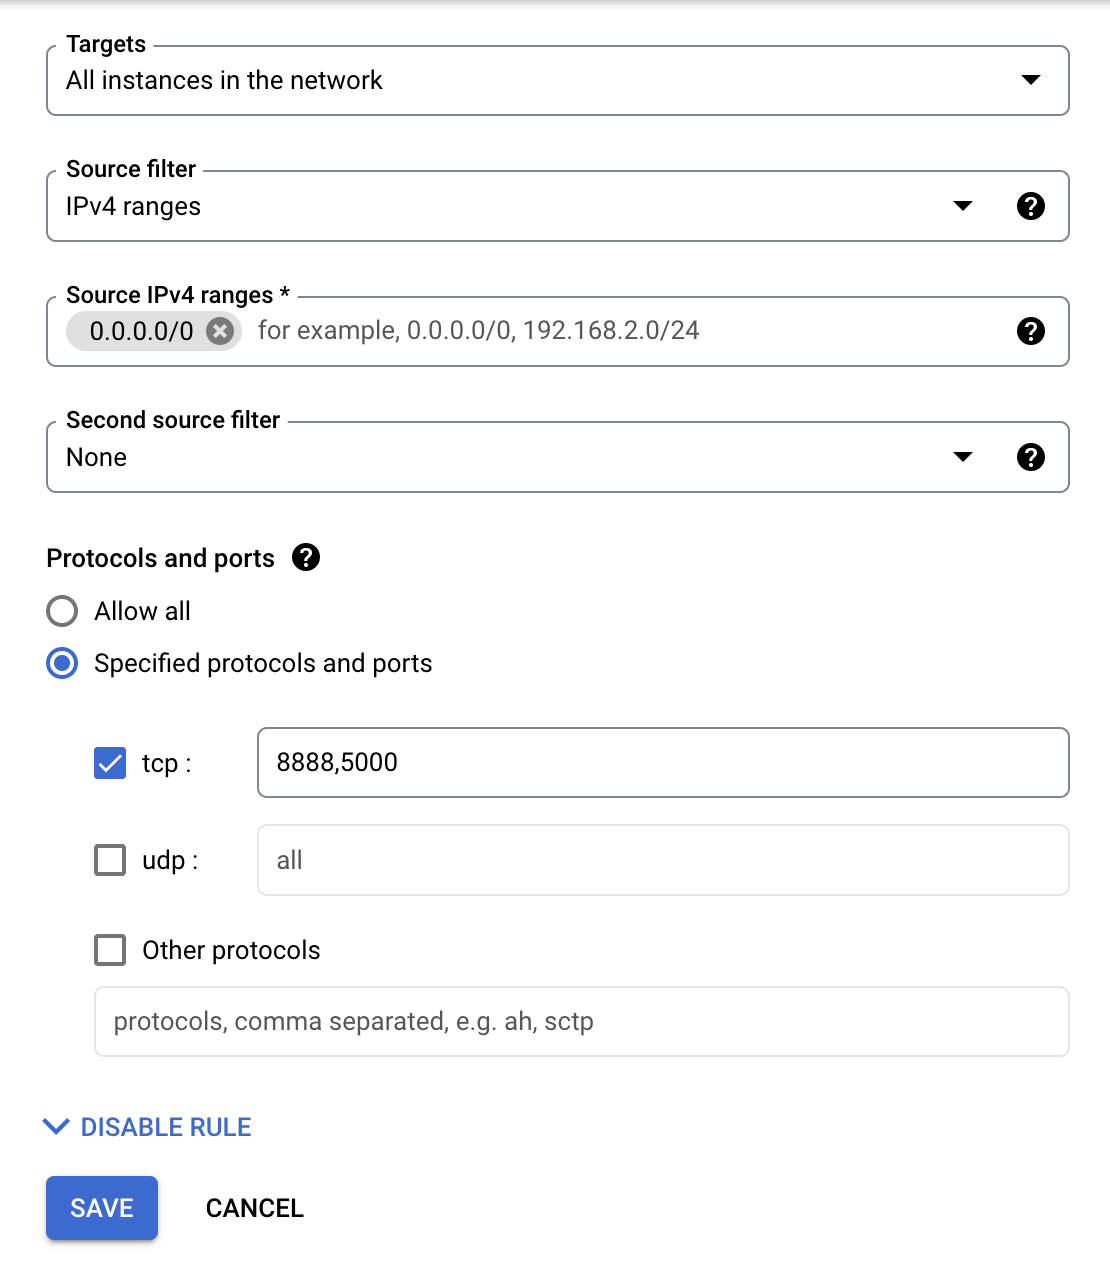 Targets
All instances in the network
Source filter
IPv4 ranges
Source IPv4 ranges *
0.0.0.0/0 for example, 0.0.0.0/0, 192.168.2.0/24
Second source filter
None
Protocols and ports
Allow all
Specified protocols and ports
tcp : 8888,5000
udp : all
Other protocols
protocols, comma separated, e.g. ah, sctp
DISABLE RULE
SAVE CANCEL